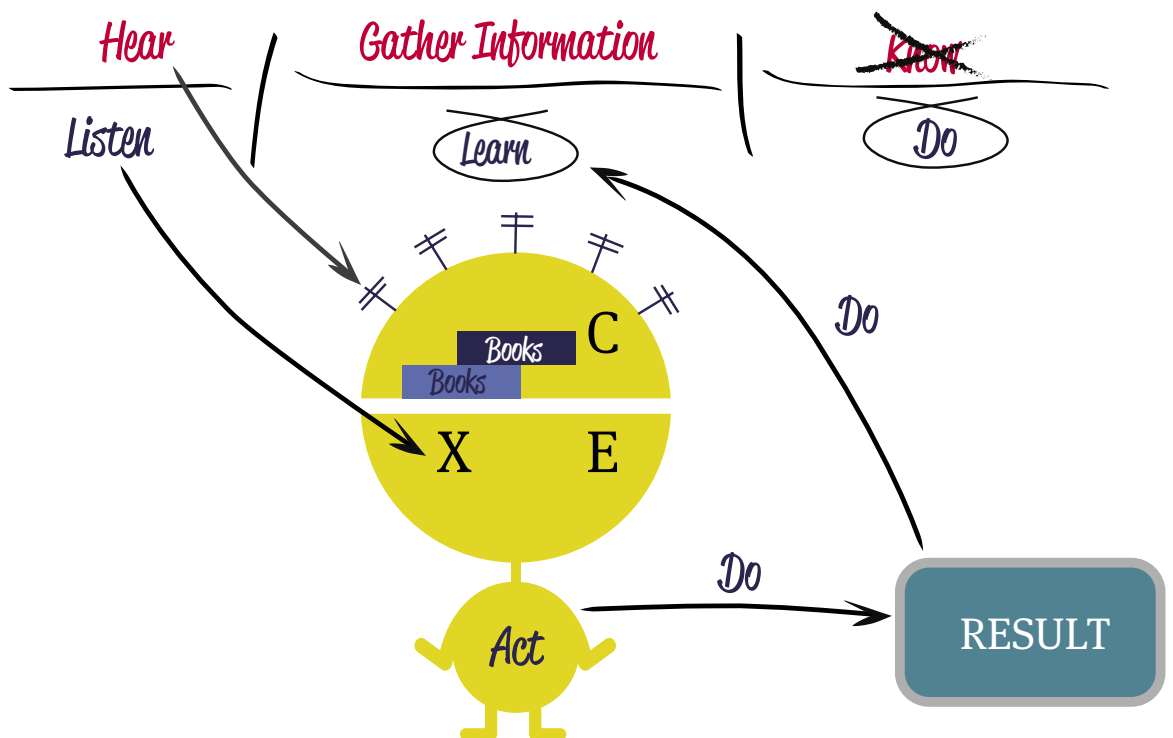 Hear
Gather Information
Know
Listen
Learn
Do
Do
C
Books
Books
X
E
Do
Act
RESULT